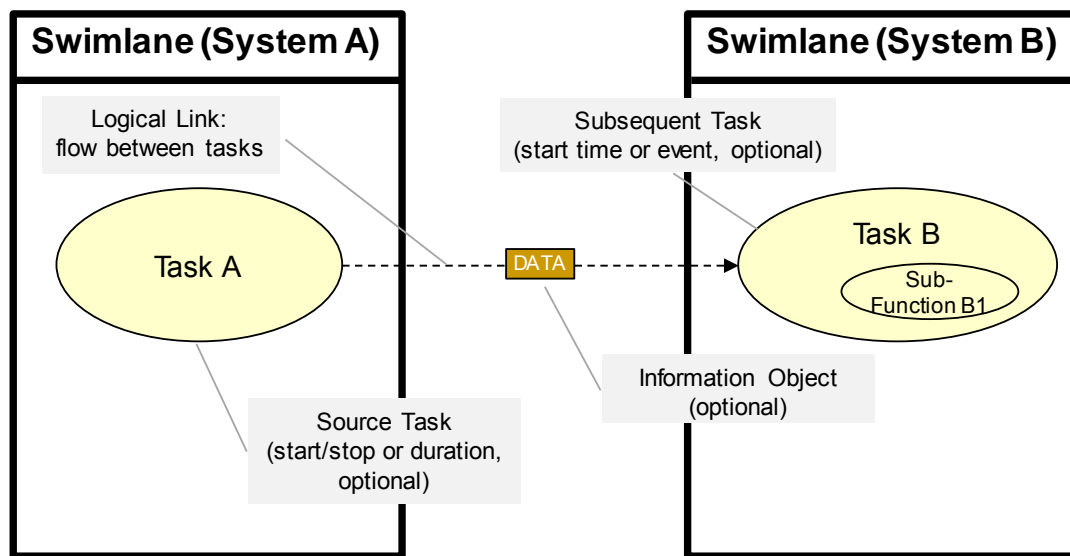 Swimlane (System A)
Swimlane (System B)
Logical Link:
flow between tasks
Subsequent Task
(start time or event, optional)
Task A
DATA
Task B
Sub-
Function B1
Information Object
(optional)
Source Task
(start/stop or duration,
optional)